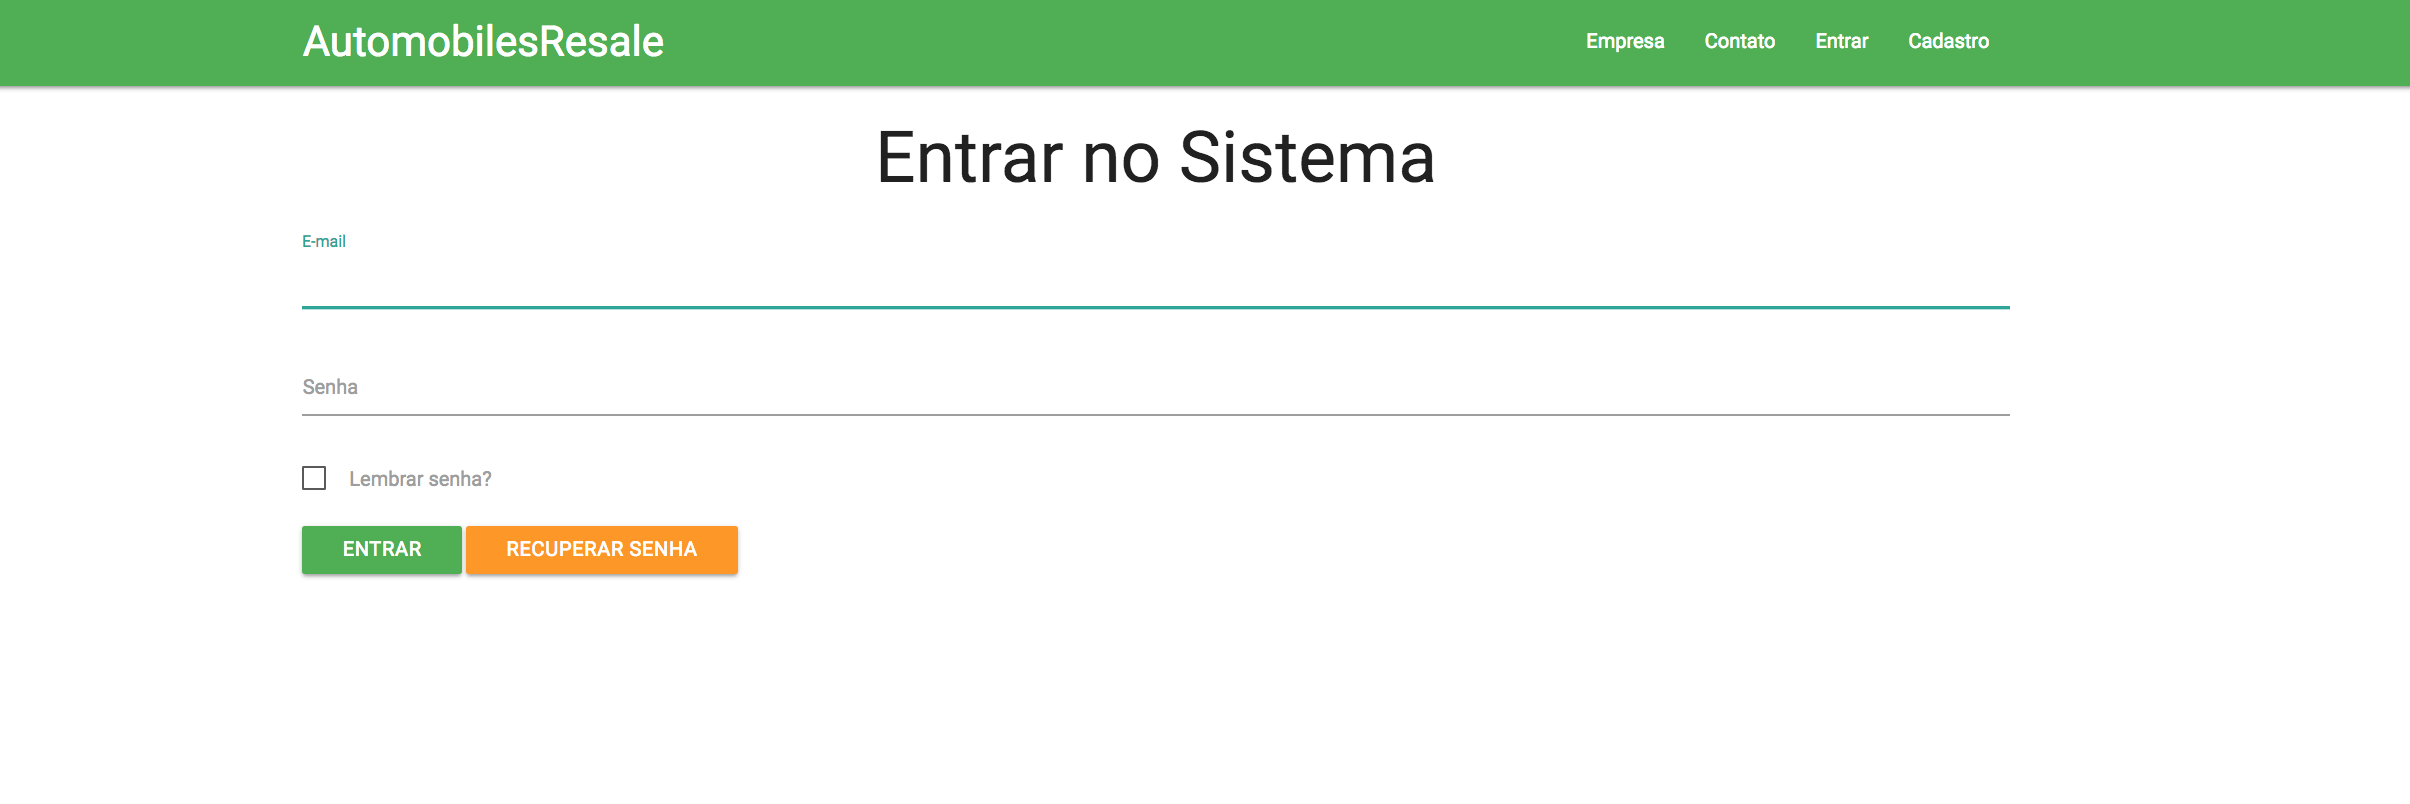 AutomobilesResale Empresa Contato Entrar Cadastro
Entrar no Sistema
E-mail
Senha
Lembrar senha?
ENTRAR RECUPERAR SENHA